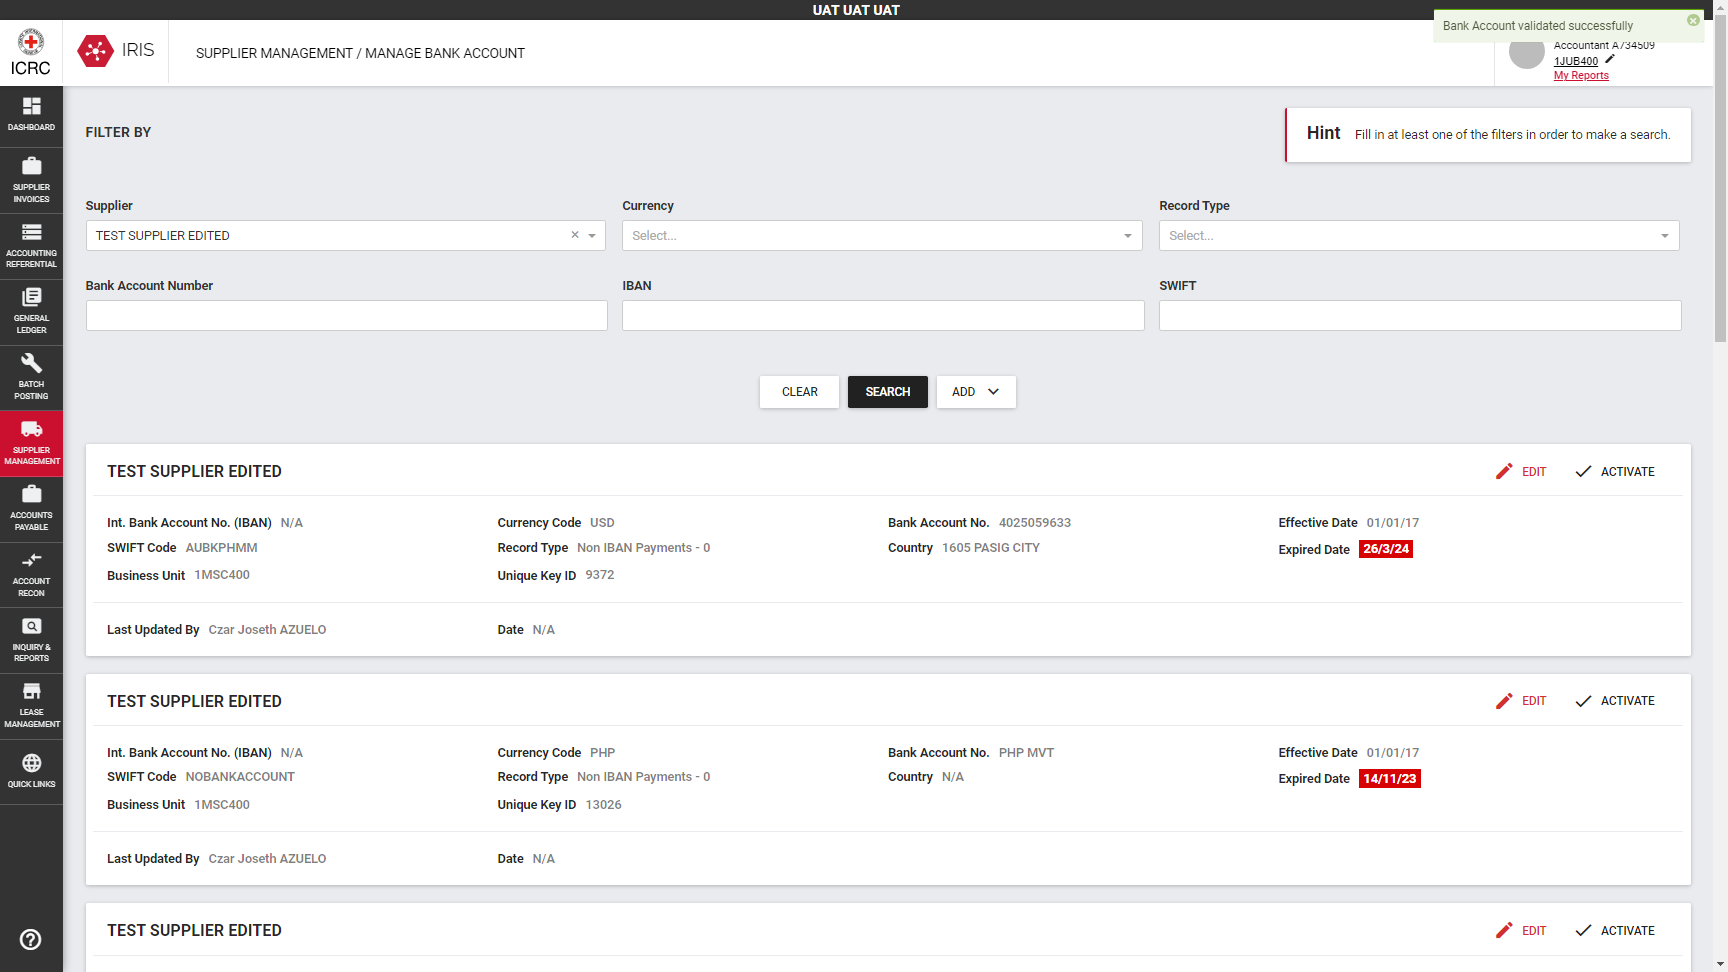 UAT UAT UAT
ICRC
IRIS
SUPPLIER MANAGEMENT / MANAGE BANK ACCOUNT
Bank Account validated successfully
Accountant A734509
1JUB400
My Reports
DASHBOARD
SUPPLIER
INVOICES
ACCOUNTING
REFERENTIAL
GENERAL
LEDGER
BATCH
POSTING
SUPPLIER
MANAGEMENT
ACCOUNTS
PAYABLE
ACCOUNT
RECON
INQUIRY &
REPORTS
LEASE
MANAGEMENT
QUICK LINKS
FILTER BY
Hint Fill in at least one of the filters in order to make a search.
Supplier Currency Record Type
TEST SUPPLIER EDITED Select... Select...
Bank Account Number IBAN SWIFT
CLEAR SEARCH ADD
TEST SUPPLIER EDITED EDIT ACTIVATE
Int. Bank Account No. (IBAN) N/A Currency Code USD Bank Account No. 4025059633 Effective Date 01/01/17
SWIFT Code AUBKPHMM Record Type Non IBAN Payments - 0 Country 1605 PASIG CITY Expired Date 26/3/24
Business Unit 1MSC400 Unique Key ID 9372
Last Updated By Czar Joseth AZUELO Date N/A
TEST SUPPLIER EDITED EDIT ACTIVATE
Int. Bank Account No. (IBAN) N/A Currency Code PHP Bank Account No. PHP MVT Effective Date 01/01/17
SWIFT Code NOBANKACCOUNT Record Type Non IBAN Payments - 0 Country N/A Expired Date 14/11/23
Business Unit 1MSC400 Unique Key ID 13026
Last Updated By Czar Joseth AZUELO Date N/A
TEST SUPPLIER EDITED EDIT ACTIVATE